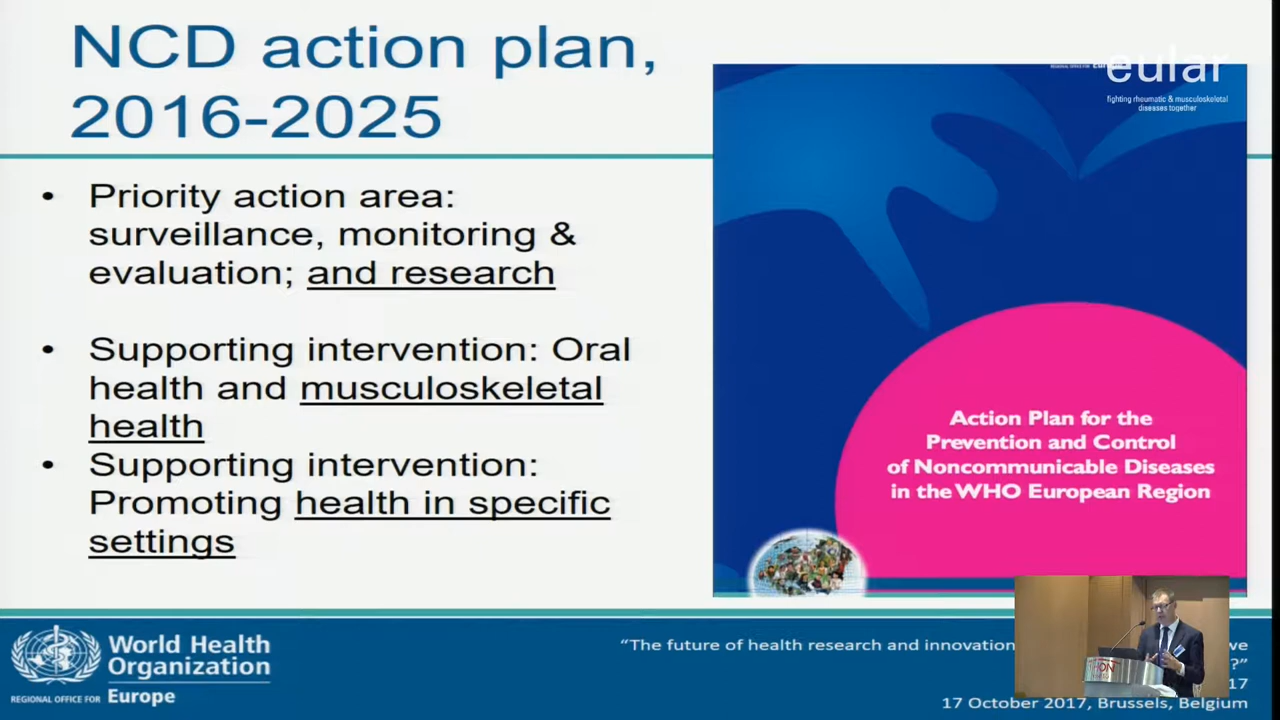 NCD action plan,
2016-2025
• Priority action area:
surveillance, monitoring &
evaluation; and research
• Supporting intervention: Oral
health and musculoskeletal
health
• Supporting intervention:
Promoting health in specific
settings
eular
fighting rheumatic & musculoskeletal
diseases together
Action Plan for the
Prevention and Control
of Noncommunicable Diseases
in the WHO European Region
World Health
Organization
REGIONAL OFFICE FOR Europe
“The future of health research and innovation we
?”
17
17 October 2017, Brussels, Belgium